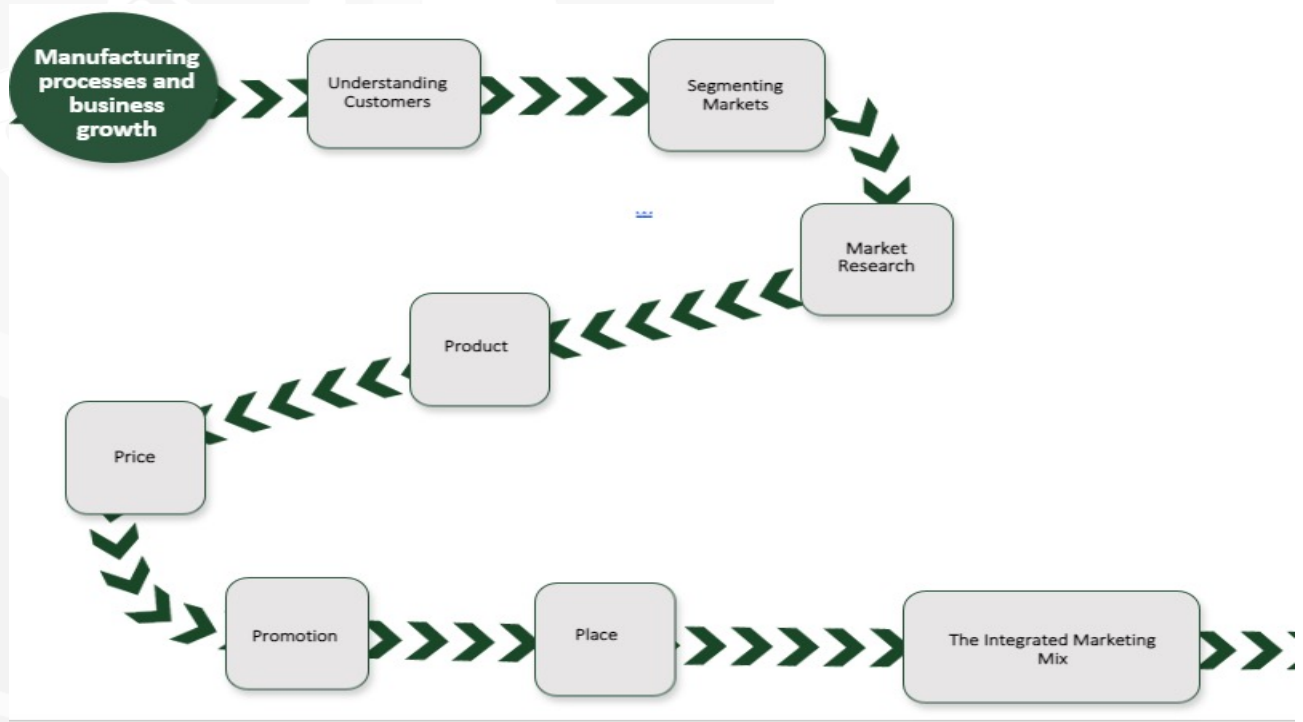 Manufacturing
processes and
business
growth
Understanding
Customers
Segmenting
Markets
...
Market
Research
Product
Price
Promotion
Place
The Integrated Marketing
Mix